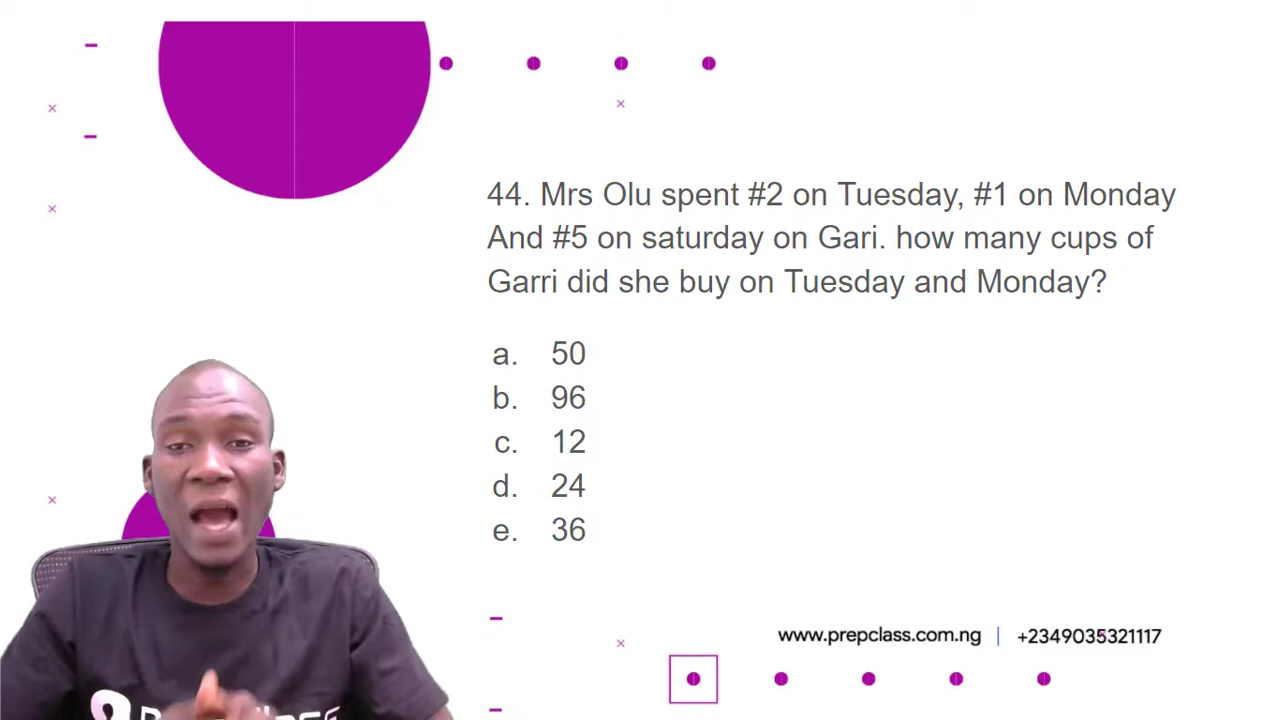 44. Mrs Olu spent #2 on Tuesday, #1 on Monday
And #5 on saturday on Gari. how many cups of
Garri did she buy on Tuesday and Monday?
a. 50
b. 96
c. 12
d. 24
e. 36
www.prepclass.com.ng | +2349035321117